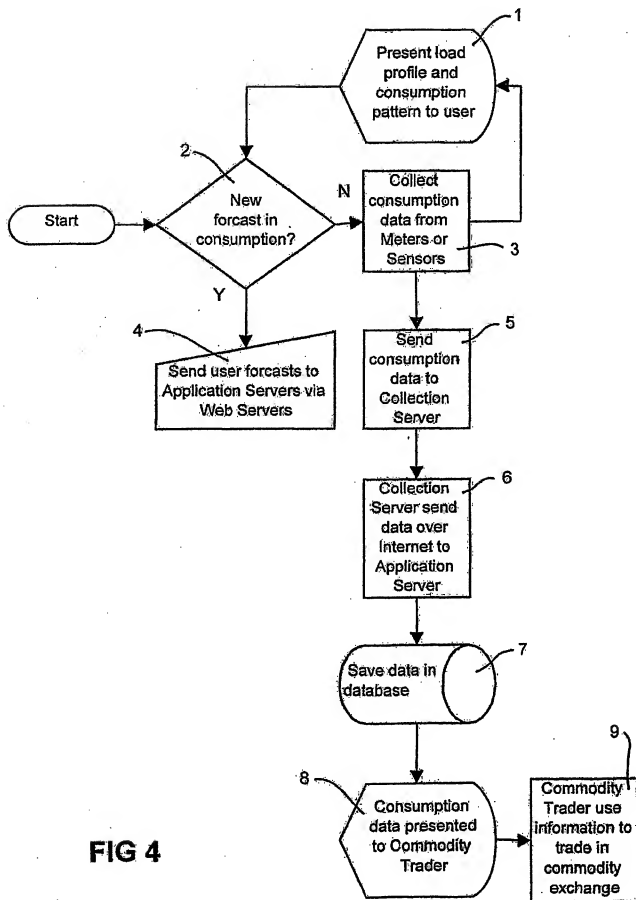 1
Present load
profile and
consumption
pattern to user
2
New
forcast in
consumption?
N
Y
Start
Collect
consumption
data from
Meters or
Sensors
3
4
Send user forcasts to
Application Servers via
Web Servers
5
Send
consumption
data to
Collection
Server
6
Collection
Server send
data over
Internet to
Application
Server
7
Save data in
database
8
Consumption
data presented
to Commodity
Trader
9
Commodity
Trader use
information to
trade in
commodity
exchange
FIG 4